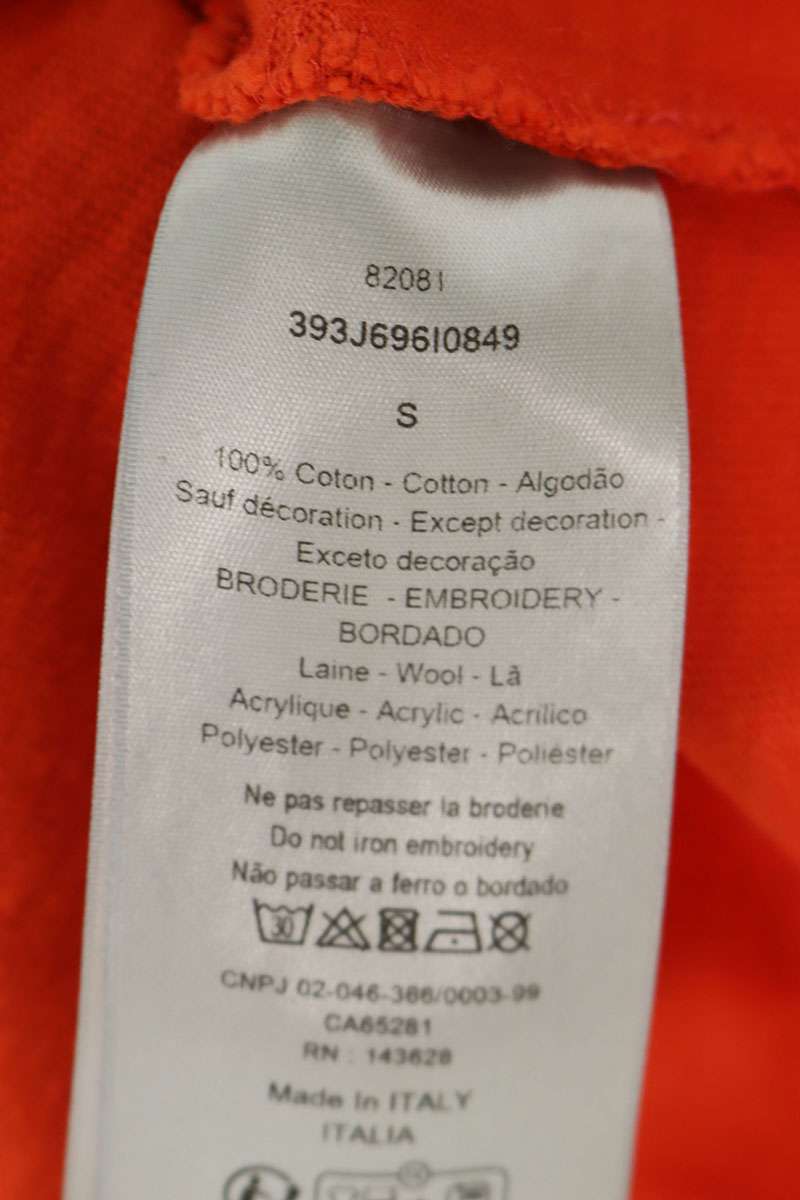 82081
393J696I0849
S
100% Coton - Cotton - Algodão
Sauf décoration - Except decoration -
Exceto decoração
BRODERIE - EMBROIDERY -
BORDADO
Laine - Wool - Lã
Acrylique - Acrylic - Acrílico
Polyester - Polyester - Poliéster
Ne pas repasser la broderie
Do not iron embroidery
Não passar a ferro o bordado
30
CNPJ 02-046-366/0003-99
CA65281
RN : 143628
Made In ITALY
ITALIA